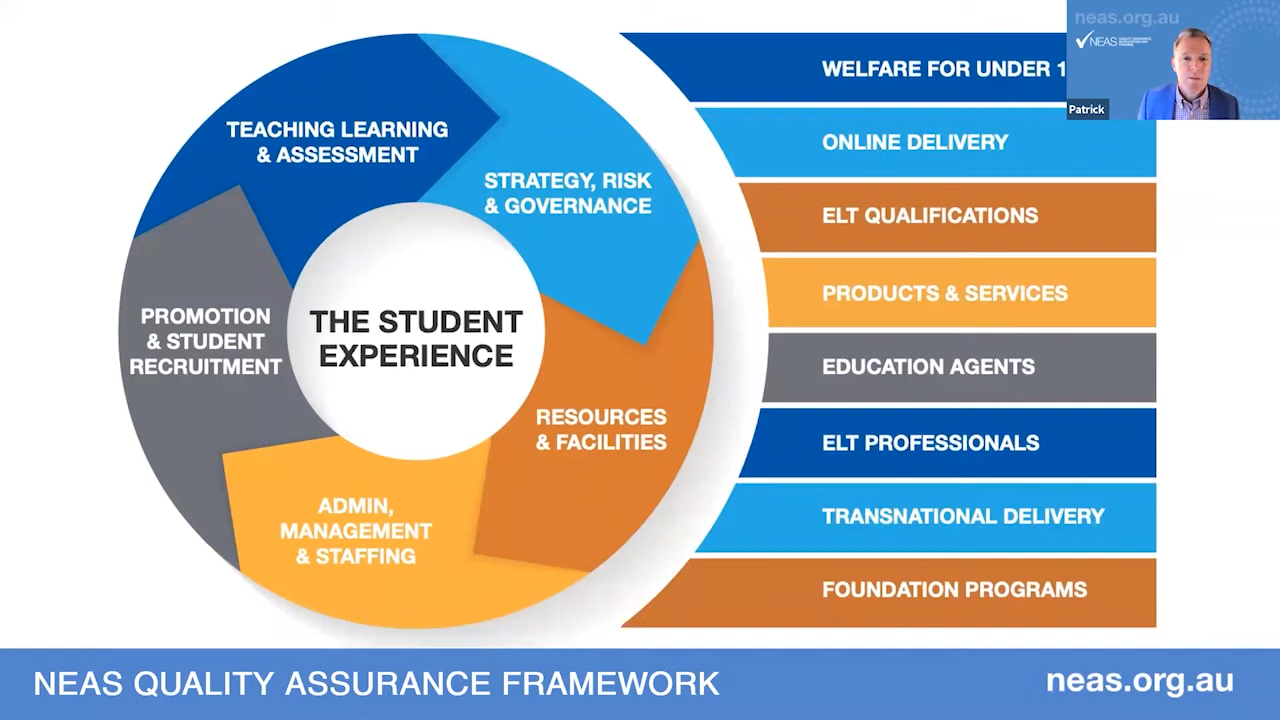 neas.org.au
NEAS
Patrick
TEACHING LEARNING
& ASSESSMENT
STRATEGY, RISK
& GOVERNANCE
PROMOTION
& STUDENT
RECRUITMENT
THE STUDENT
EXPERIENCE
RESOURCES
& FACILITIES
ADMIN,
MANAGEMENT
& STAFFING
WELFARE FOR UNDER 1
ONLINE DELIVERY
ELT QUALIFICATIONS
PRODUCTS & SERVICES
EDUCATION AGENTS
ELT PROFESSIONALS
TRANSNATIONAL DELIVERY
FOUNDATION PROGRAMS
NEAS QUALITY ASSURANCE FRAMEWORK
neas.org.au